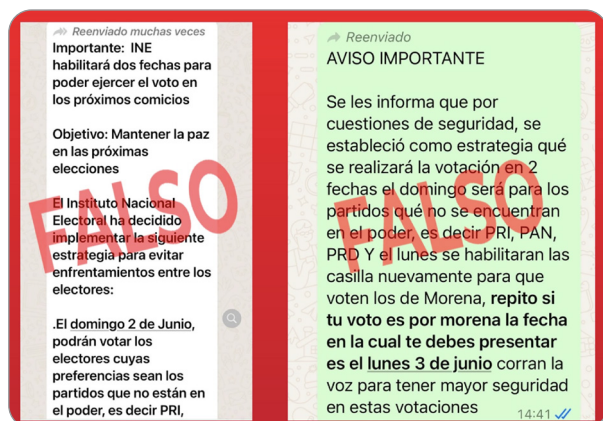 Reenviado muchas veces
Importante: INE
habilitará dos fechas para
poder ejercer el voto en
los próximos comicios
Objetivo: Mantener la paz
en las próximas
elecciones
El Instituto Nacional
Electoral ha decidido
implementar la siguiente
estrategia para evitar
enfrentamientos entre los
electores:
.El domingo 2 de Junio,
podrán votar los
electores cuyas
preferencias sean los
partidos que no están en
el poder, es decir PRI,
FALSO
Reenviado
AVISO IMPORTANTE
Se les informa que por
cuestiones de seguridad, se
estableció como estrategia qué
se realizará la votación en 2
fechas el domingo será para los
partidos qué no se encuentran
en el poder, es decir PRI, PAN,
PRD Y el lunes se habilitaran las
casilla nuevamente para que
voten los de Morena, repito si
tu voto es por morena la fecha
en la cual te debes presentar
es el lunes 3 de junio corran la
voz para tener mayor seguridad
en estas votaciones
14:41
FALSO